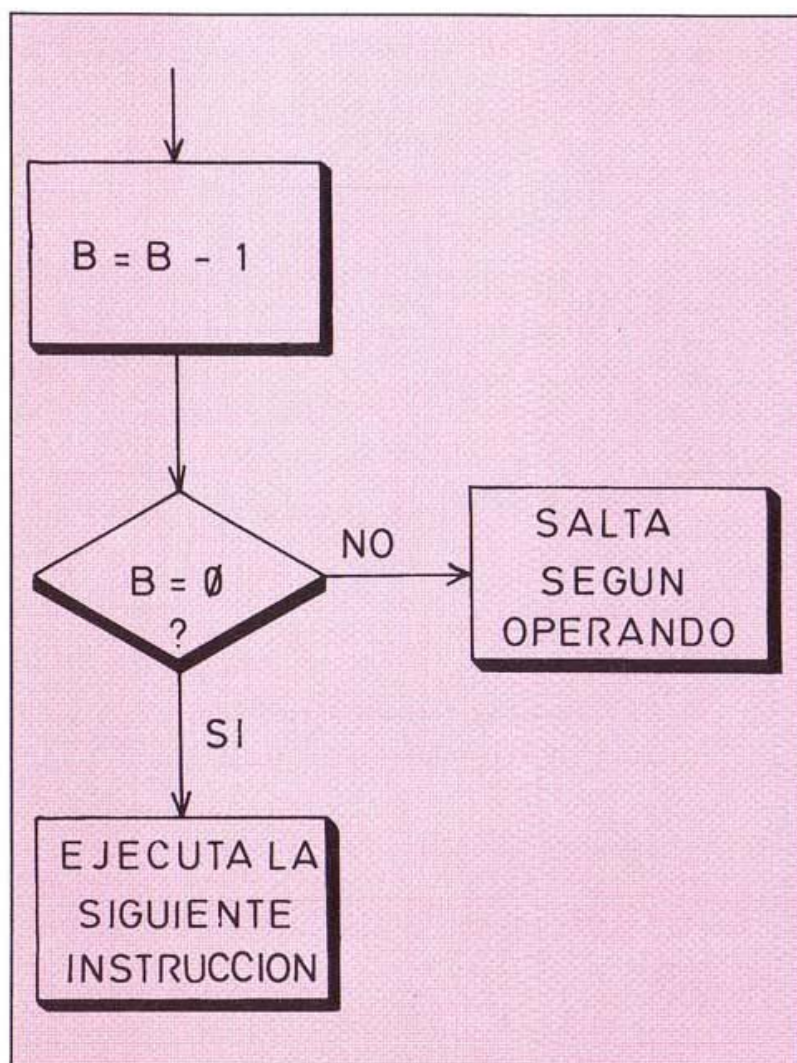 B = B - 1
B = Ø
?
NO
SALTA
SEGUN
OPERANDO
SI
EJECUTA LA
SIGUIENTE
INSTRUCCION